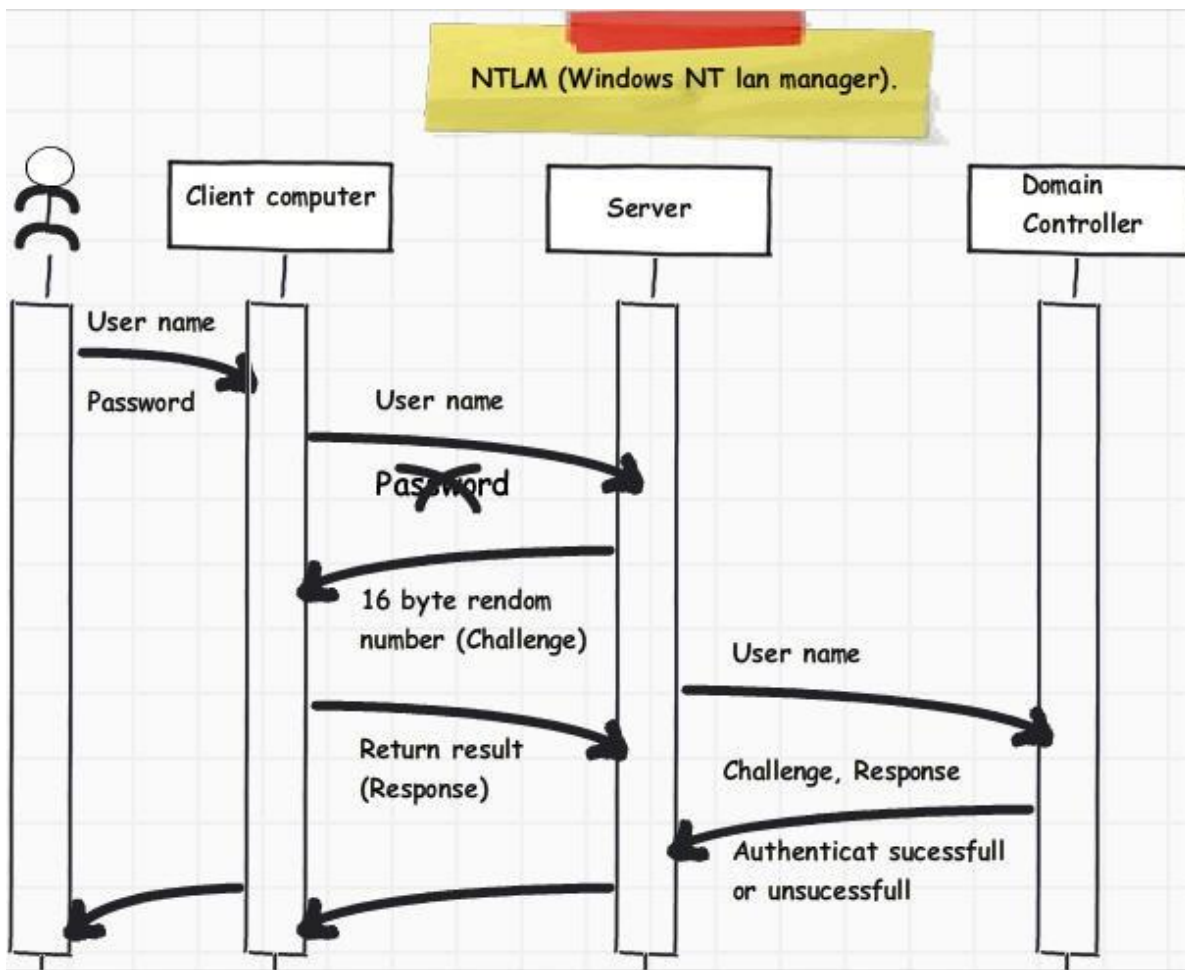 NTLM (Windows NT lan manager).
Client computer
Server
Domain
Controller
User name
Password
User name
Password
16 byte rendom
number (Challenge)
User name
Return result
(Response)
Challenge, Response
Authenticat sucessfull
or unsucessfull